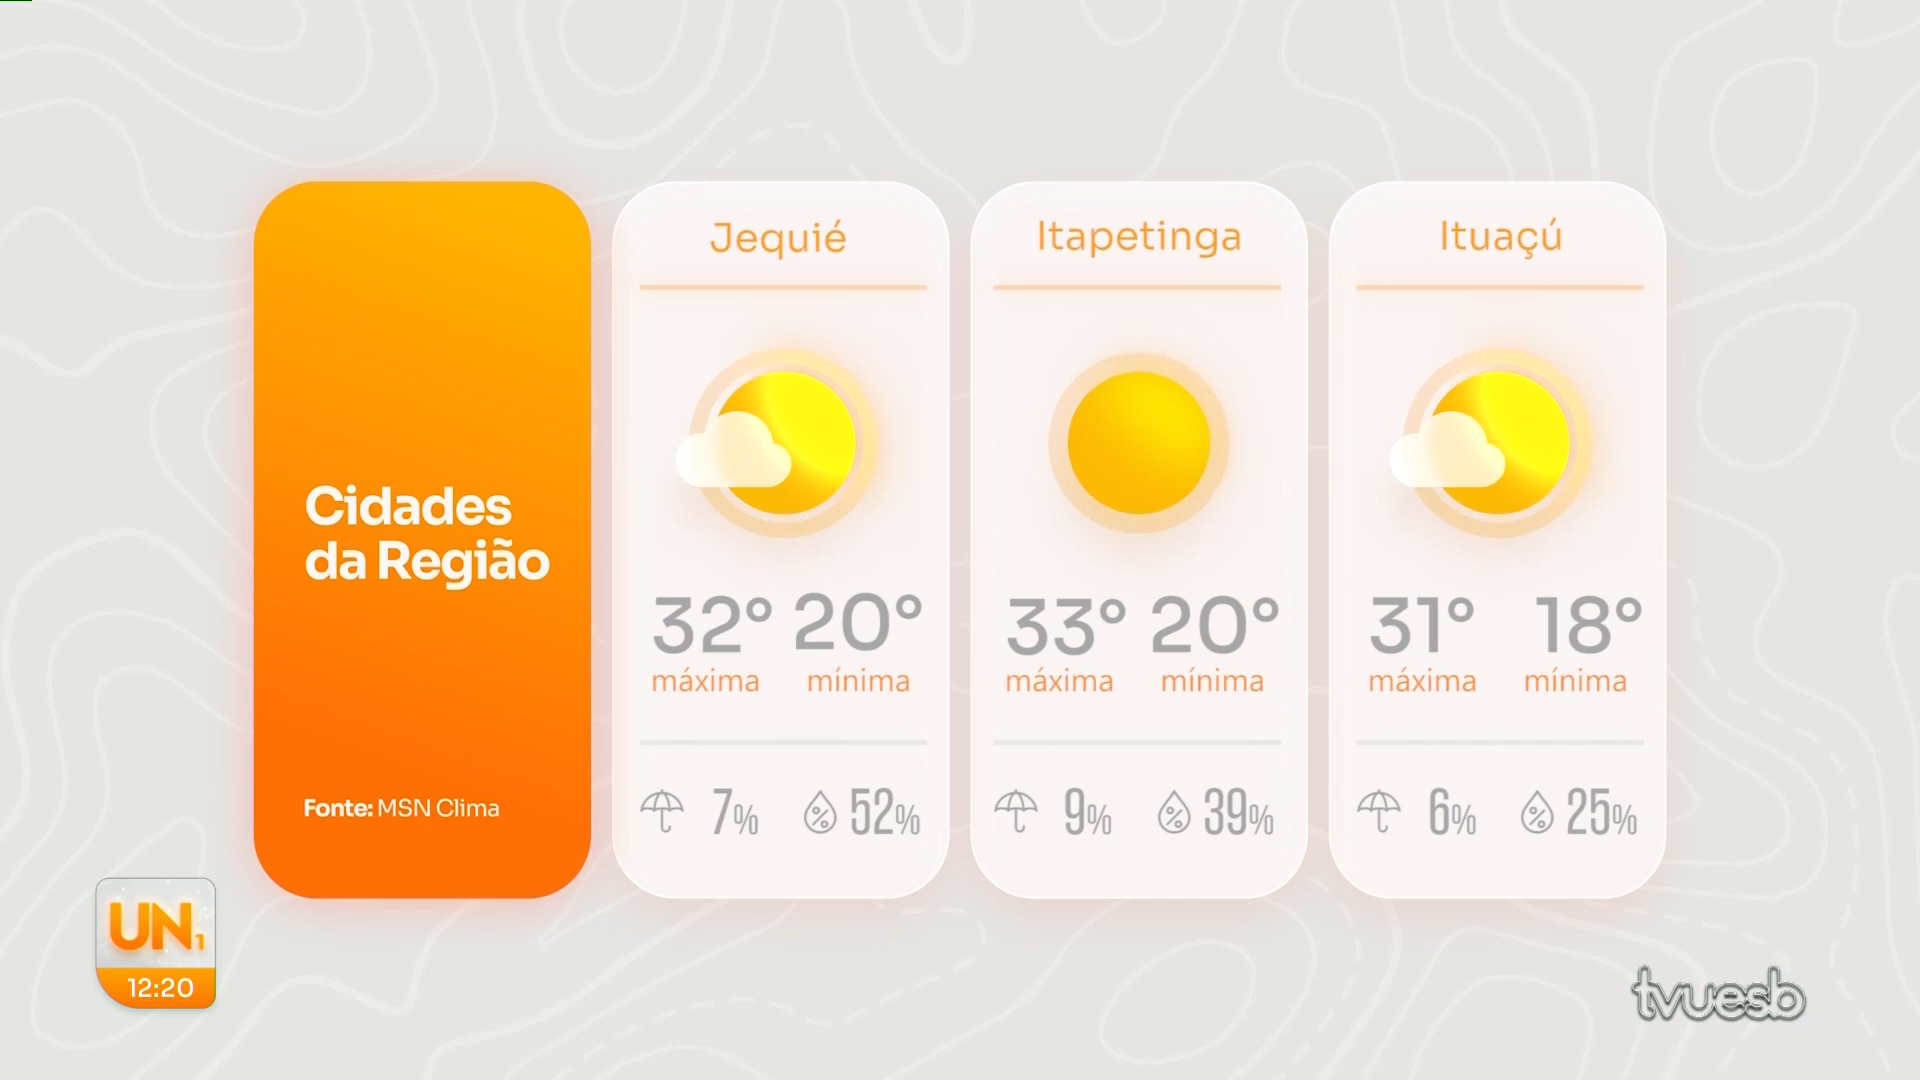 Cidades
da Região
Fonte: MSN Clima
Jequié
32° 20°
máxima mínima
7% 52%
Itapetinga
33° 20°
máxima mínima
9% 39%
Ituaçú
31° 18°
máxima mínima
6% 25%
UN1
12:20
tvuesb